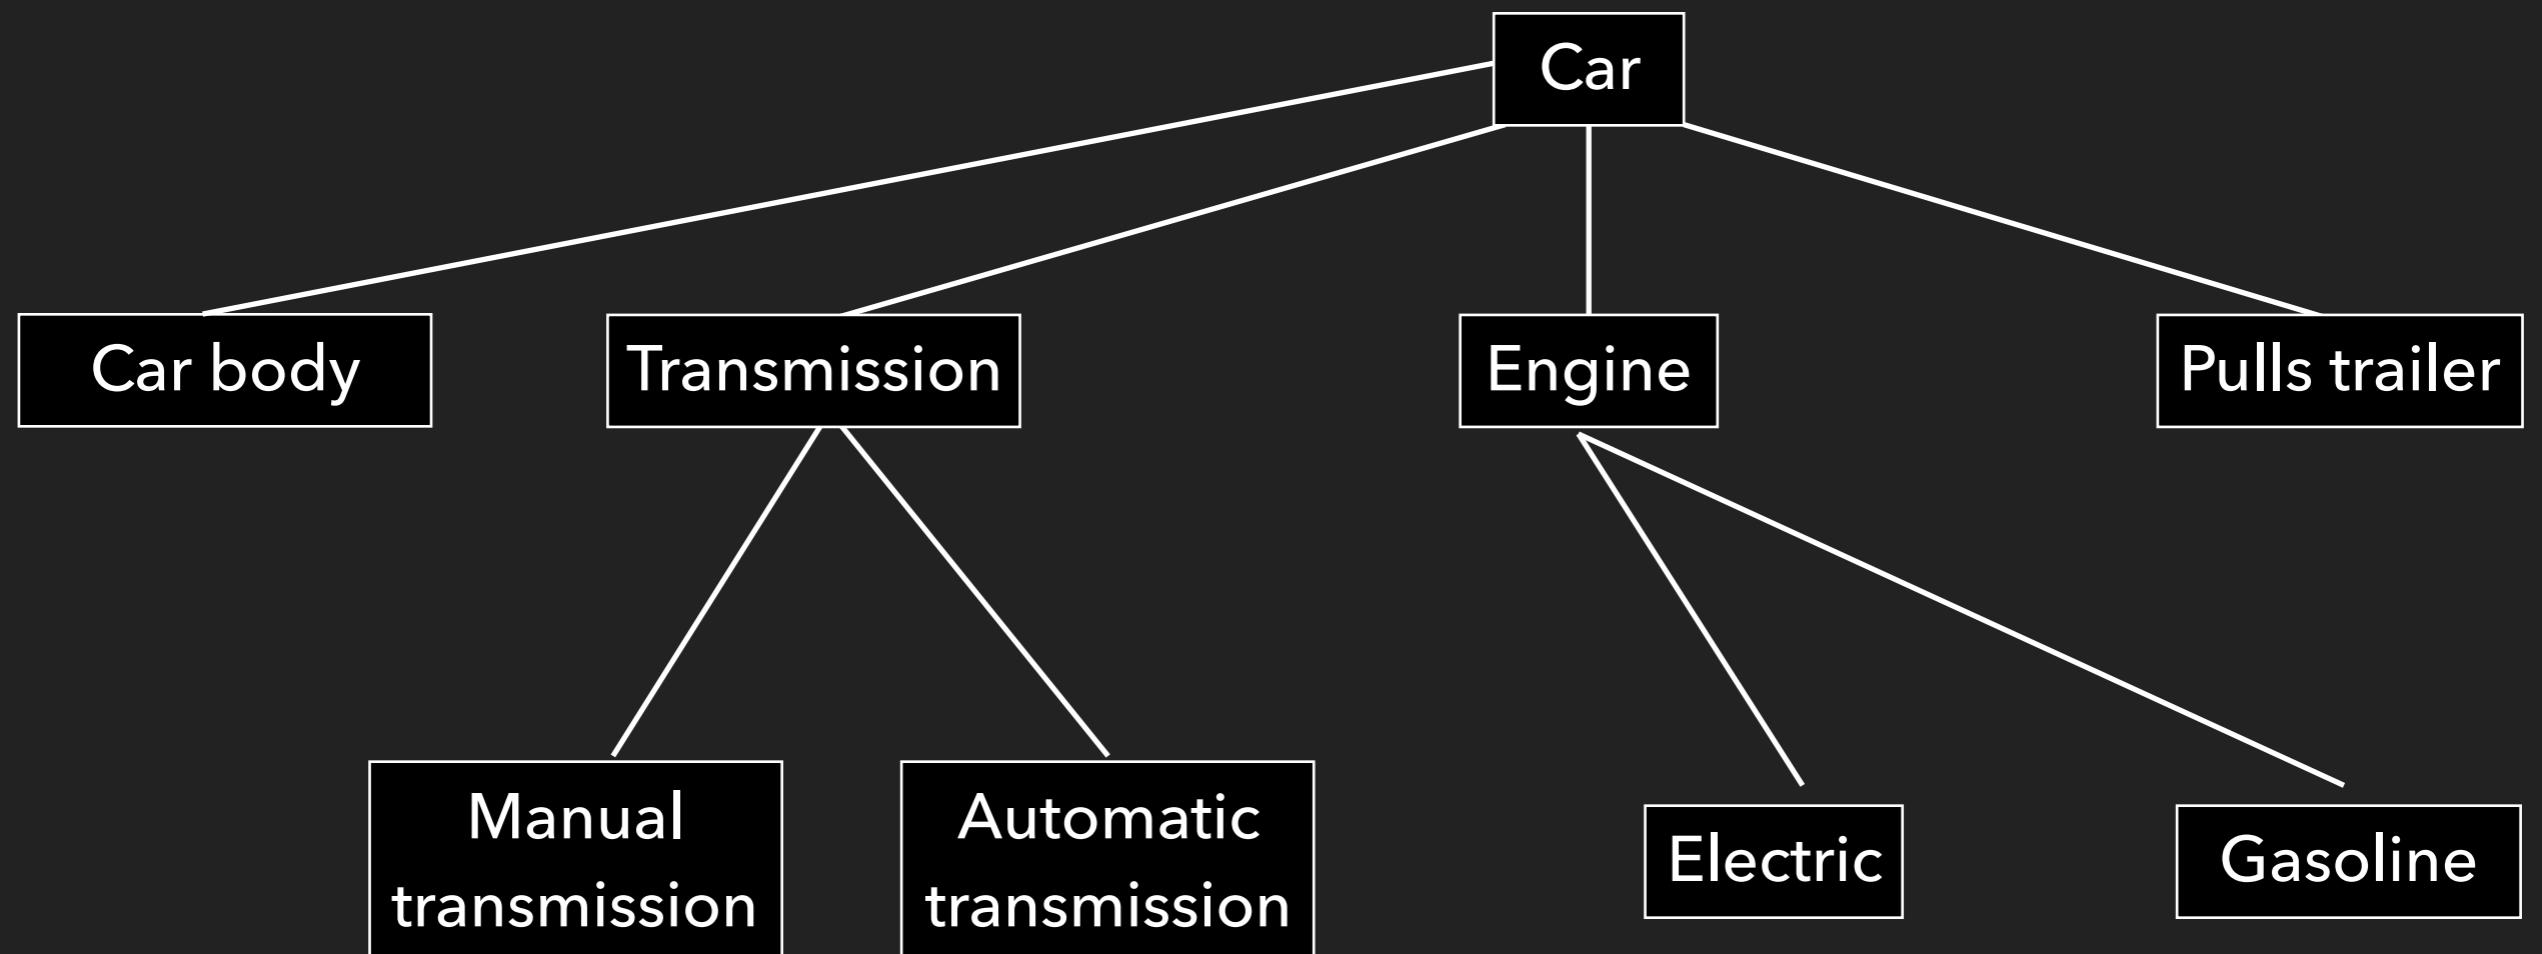 Car
Car body
Transmission
Engine
Pulls trailer
Manual
transmission
Automatic
transmission
Electric
Gasoline